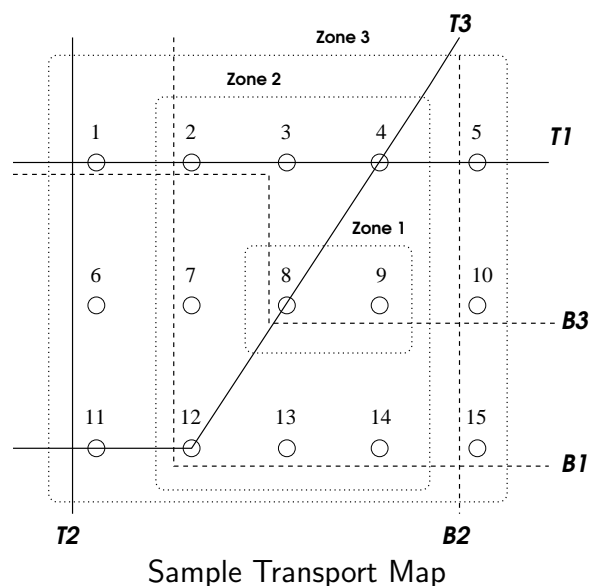 T3
Zone 3
Zone 2
1 2 3 4 5 T1
Zone 1
6 7 8 9 10
B3
11 12 13 14 15
B1
T2 B2
Sample Transport Map